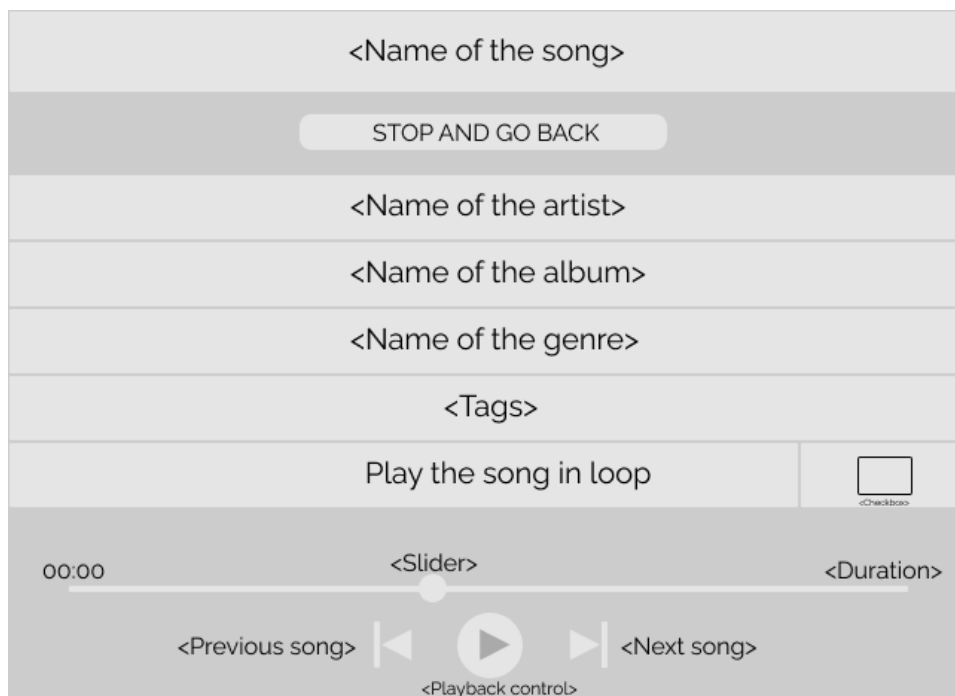 <Name of the song>
STOP AND GO BACK
<Name of the artist>
<Name of the album>
<Name of the genre>
<Tags>
Play the song in loop
<Checkbox>
00:00
<Slider>
<Duration>
<Previous song>
<Next song>
<Playback control>